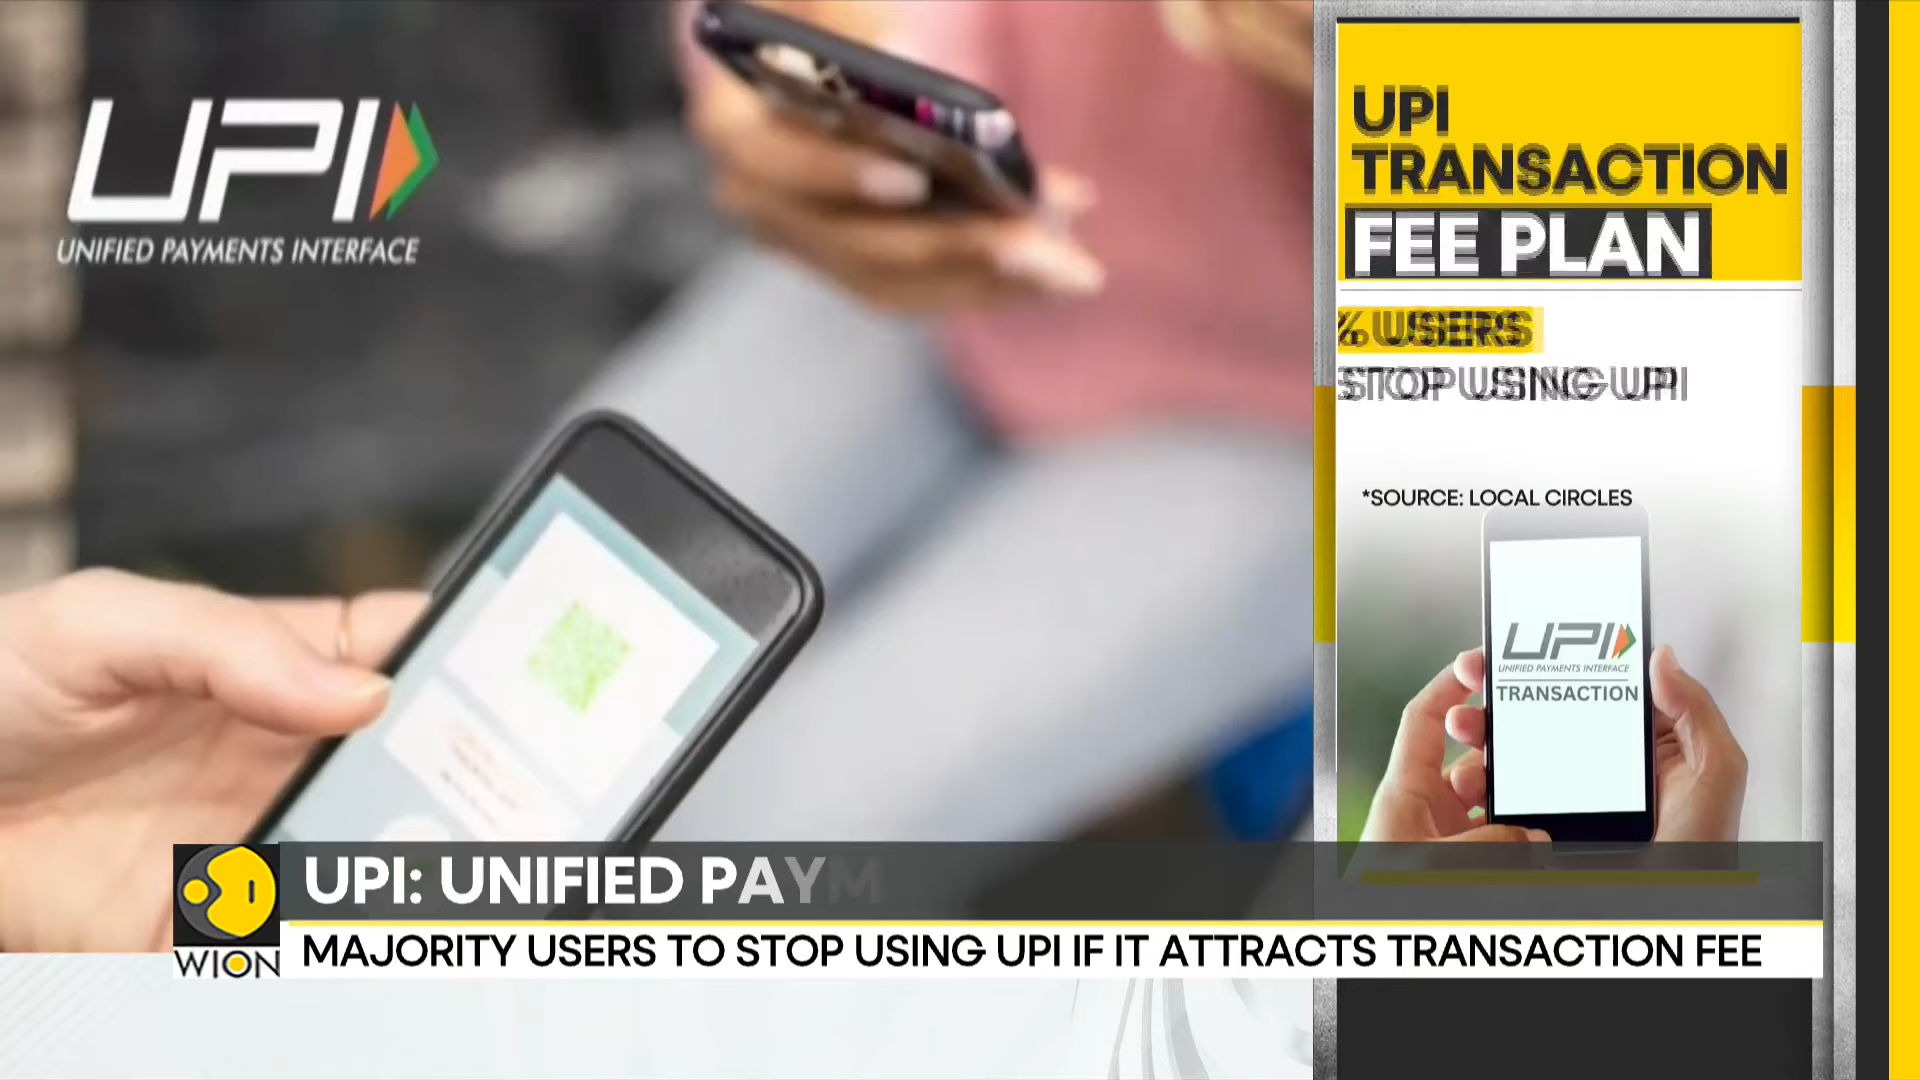 UPI
UNIFIED PAYMENTS INTERFACE
UPI
TRANSACTION
FEE PLAN
% USERS
STOP USING UPI
*SOURCE: LOCAL CIRCLES
UPI
UNIFIED PAYMENTS INTERFACE
TRANSACTION
UPI: UNIFIED PAYM
MAJORITY USERS TO STOP USING UPI IF IT ATTRACTS TRANSACTION FEE
WION